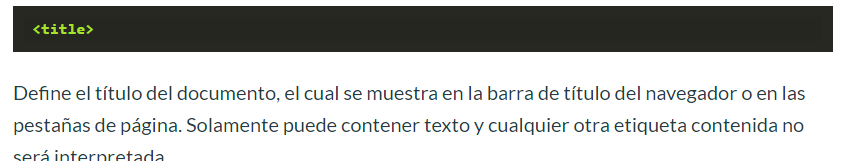 <title>
Define el título del documento, el cual se muestra en la barra de título del navegador o en las
pestañas de página. Solamente puede contener texto y cualquier otra etiqueta contenida no
será interpretada